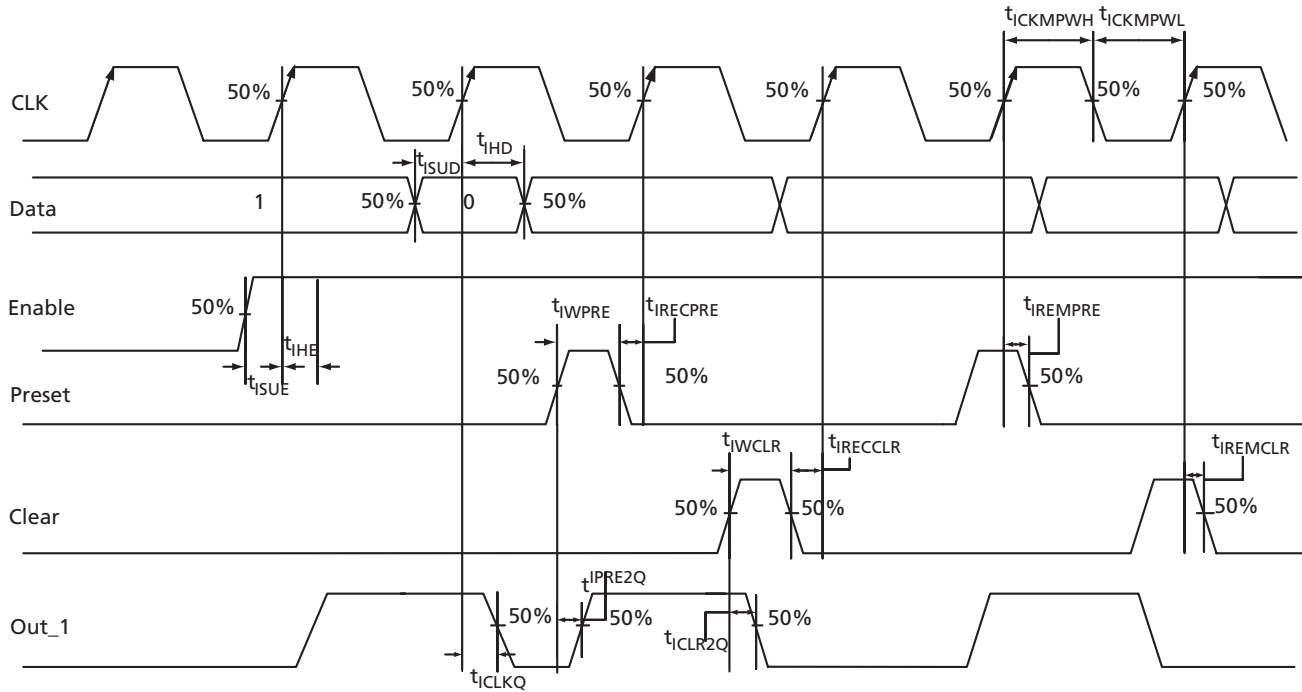 tICKMPWH tICKMPWL
CLK
50% 50% 50% 50% 50% 50% 50%
tISUD tIHD
Data
1 50% 0 50%
Enable
50%
tIHE
tISUE
tIWPRE tIRECPRE tIREMPRE
Preset
50% 50% 50%
tIWCLR tIRECCLR tIREMCLR
Clear
50% 50% 50%
tIPRE2Q
Out_1
50% 50% 50%
tICLR2Q
tICLKQ